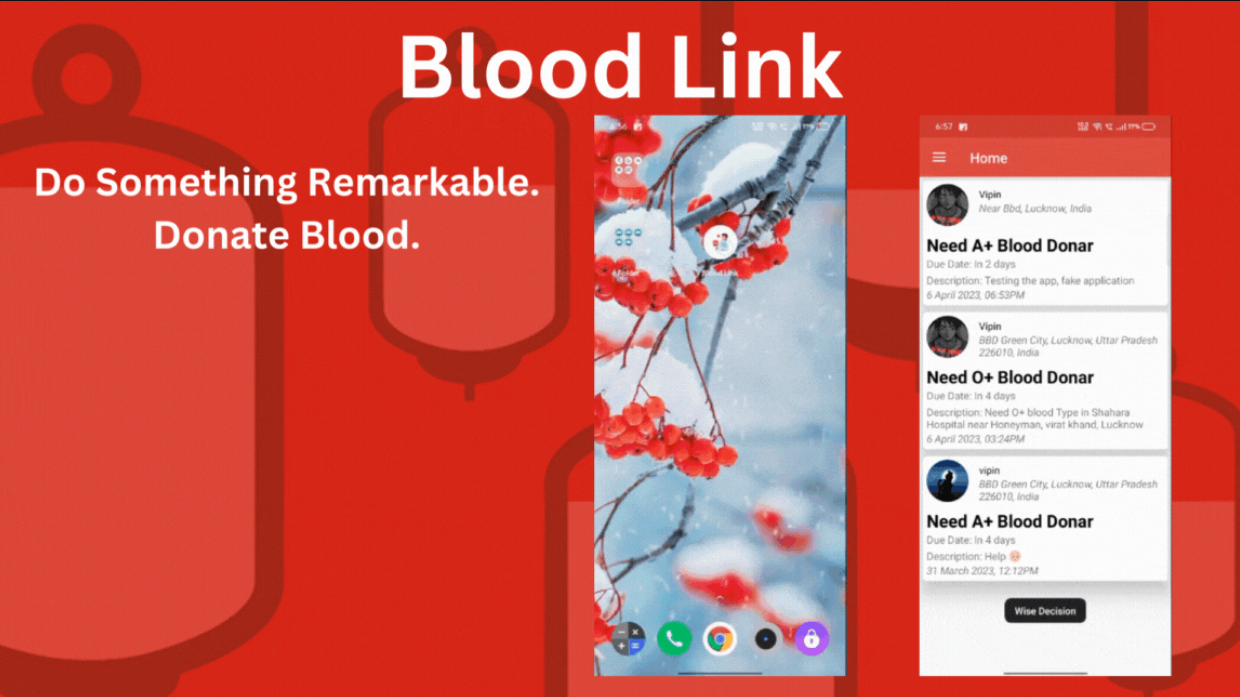 Blood Link
Do Something Remarkable.
Donate Blood.
6:57
Home
Vipin
Near Bbd, Lucknow, India
Need A+ Blood Donar
Due Date: In 2 days
Description: Testing the app, fake application
6 April 2023, 06:53PM
Vipin
BBD Green City, Lucknow, Uttar Pradesh
226010, India
Need O+ Blood Donar
Due Date: In 4 days
Description: Need O+ blood Type in Shahara
Hospital near Honeyman, virat khand, Lucknow
6 April 2023, 03:24PM
vipin
BBD Green City, Lucknow, Uttar Pradesh
226010, India
Need A+ Blood Donar
Due Date: In 4 days
Description: Help 🥺
31 March 2023, 12:12PM
Wise Decision